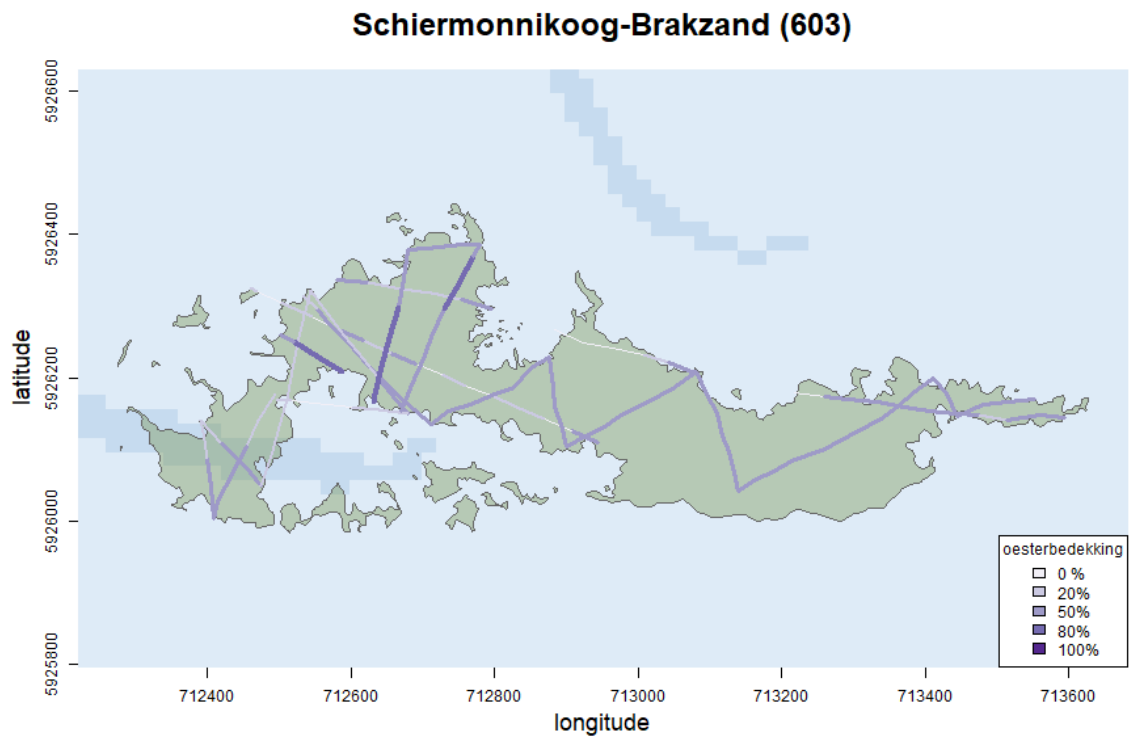 Schiermonnikoog-Brakzand (603)
5926600
5926400
5926200
5926000
5925800
latitude
oesterbedekking
0 %
20%
50%
80%
100%
712400 712600 712800 713000 713200 713400 713600
longitude